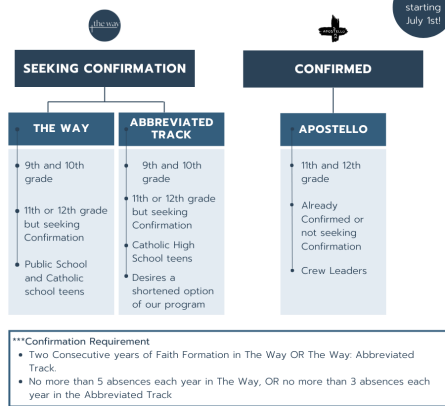 starting
July 1st!
the way
APOSTELLO
SEEKING CONFIRMATION
CONFIRMED
THE WAY
ABBREVIATED
TRACK
APOSTELLO
9th and 10th
grade
11th or 12th grade
but seeking
Confirmation
Public School
and Catholic
school teens
9th and 10th
grade
11th or 12th grade
but seeking
Confirmation
Catholic High
School teens
Desires a
shortened option
of our program
11th and 12th
grade
Already
Confirmed or
not seeking
Confirmation
Crew Leaders
***Confirmation Requirement
Two Consecutive years of Faith Formation in The Way OR The Way: Abbreviated
Track.
No more than 5 absences each year in The Way, OR no more than 3 absences each
year in the Abbreviated Track